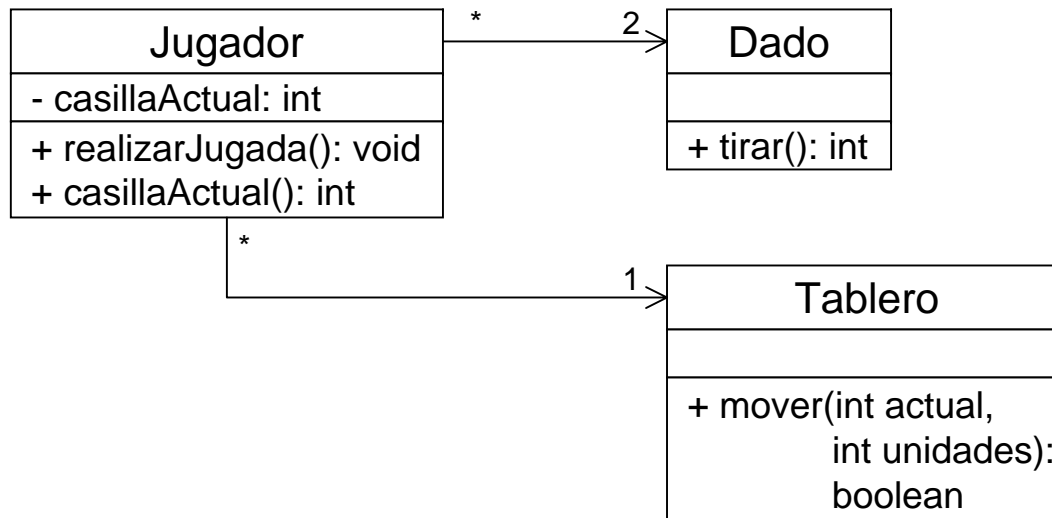 Jugador
- casillaActual: int
+ realizarJugada(): void
+ casillaActual(): int
*
2
Dado
+ tirar(): int
*
1
Tablero
+ mover(int actual,
int unidades):
boolean